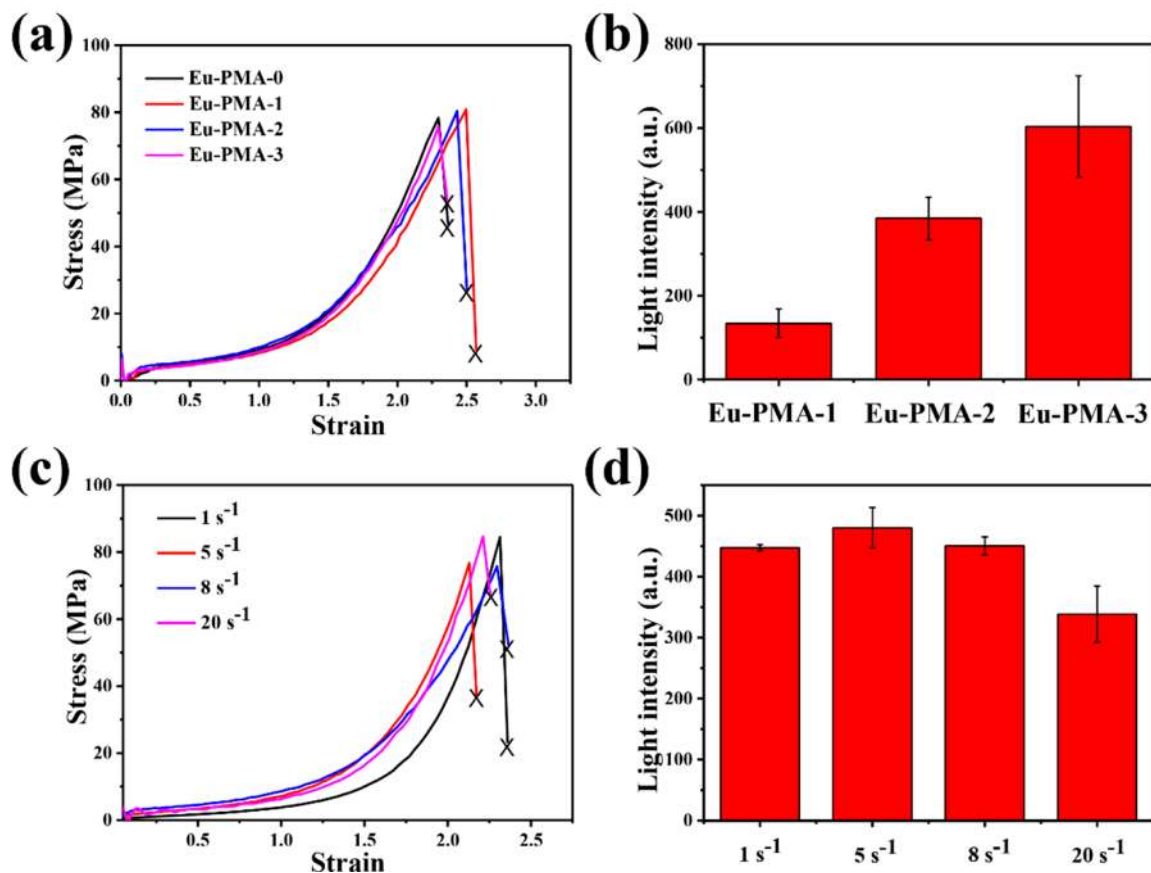 (a)
100
80
60
40
20
0
Stress (MPa)
Eu-PMA-0
Eu-PMA-1
Eu-PMA-2
Eu-PMA-3
0.0 0.5 1.0 1.5 2.0 2.5 3.0
Strain
(b)
800
600
400
200
0
Light intensity (a.u.)
Eu-PMA-1 Eu-PMA-2 Eu-PMA-3
(c)
100
80
60
40
20
0
Stress (MPa)
1 s⁻¹
5 s⁻¹
8 s⁻¹
20 s⁻¹
0.5 1.0 1.5 2.0 2.5
Strain
(d)
500
400
300
200
100
0
Light intensity (a.u.)
1 s⁻¹ 5 s⁻¹ 8 s⁻¹ 20 s⁻¹